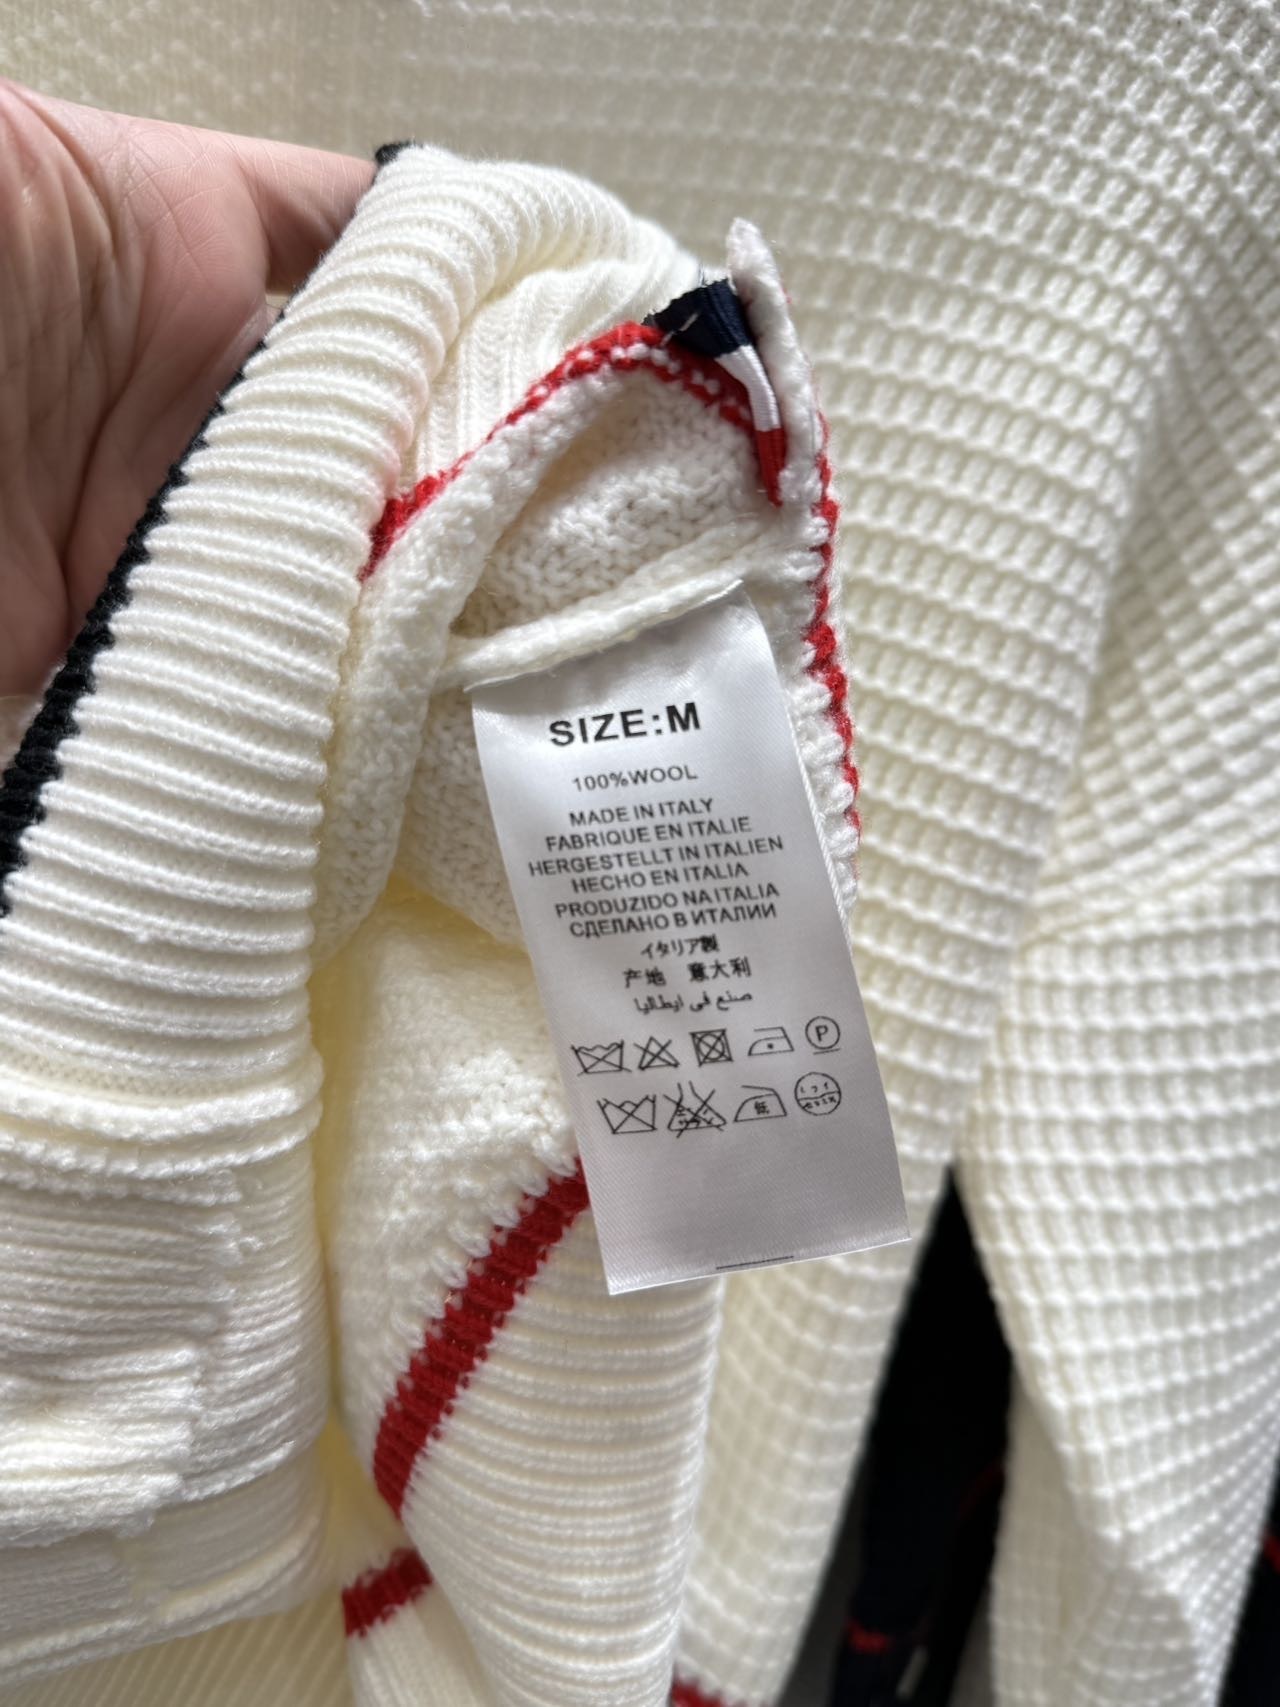 SIZE:M
100%WOOL
MADE IN ITALY
FABRIQUE EN ITALIE
HERGESTELLT IN ITALIEN
HECHO EN ITALIA
PRODUZIDO NA ITALIA
СДЕЛАНО В ИТАЛИИ
イタリア製
产地 意大利
صنع في ايطاليا
P
低